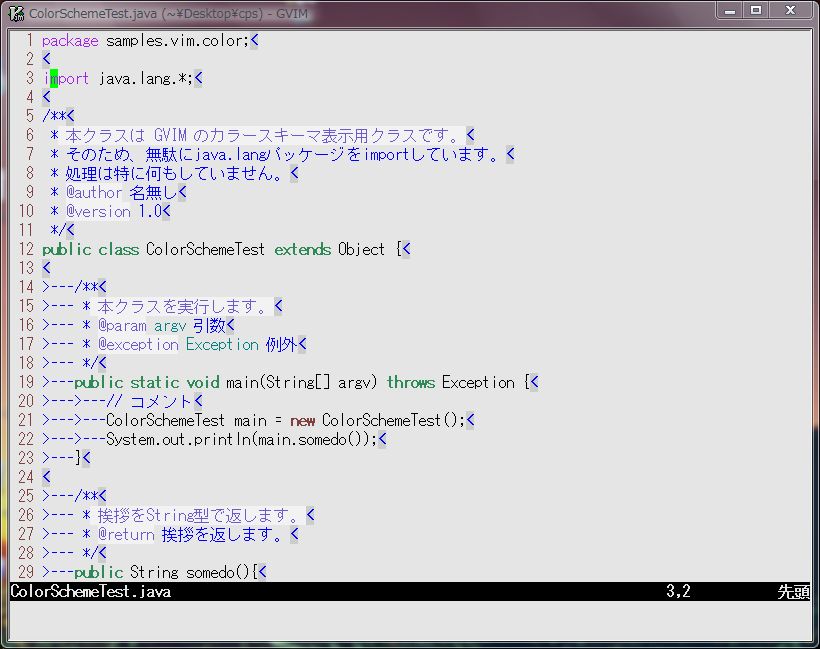 ColorSchemeTest.java (~¥Desktop¥cps) - GVIM
1 package samples.vim.color;<
2 <
3 import java.lang.*;<
4 <
5 /**<
6  * 本クラスは GVIM のカラースキーマ表示用クラスです。<
7  * そのため、無駄にjava.langパッケージをimportしています。<
8  * 処理は特に何もしていません。<
9  * @author 名無し<
10  * @version 1.0<
11  */<
12 public class ColorSchemeTest extends Object {<
13 <
14 >---/**<
15 >--- * 本クラスを実行します。<
16 >--- * @param argv 引数<
17 >--- * @exception Exception 例外<
18 >--- */<
19 >---public static void main(String[] argv) throws Exception {<
20 >--->---// コメント<
21 >--->---ColorSchemeTest main = new ColorSchemeTest();<
22 >--->---System.out.println(main.somedo());<
23 >---}<
24 <
25 >---/**<
26 >--- * 挨拶をString型で返します。<
27 >--- * @return 挨拶を返します。<
28 >--- */<
29 >---public String somedo(){<
ColorSchemeTest.java 3,2 先頭